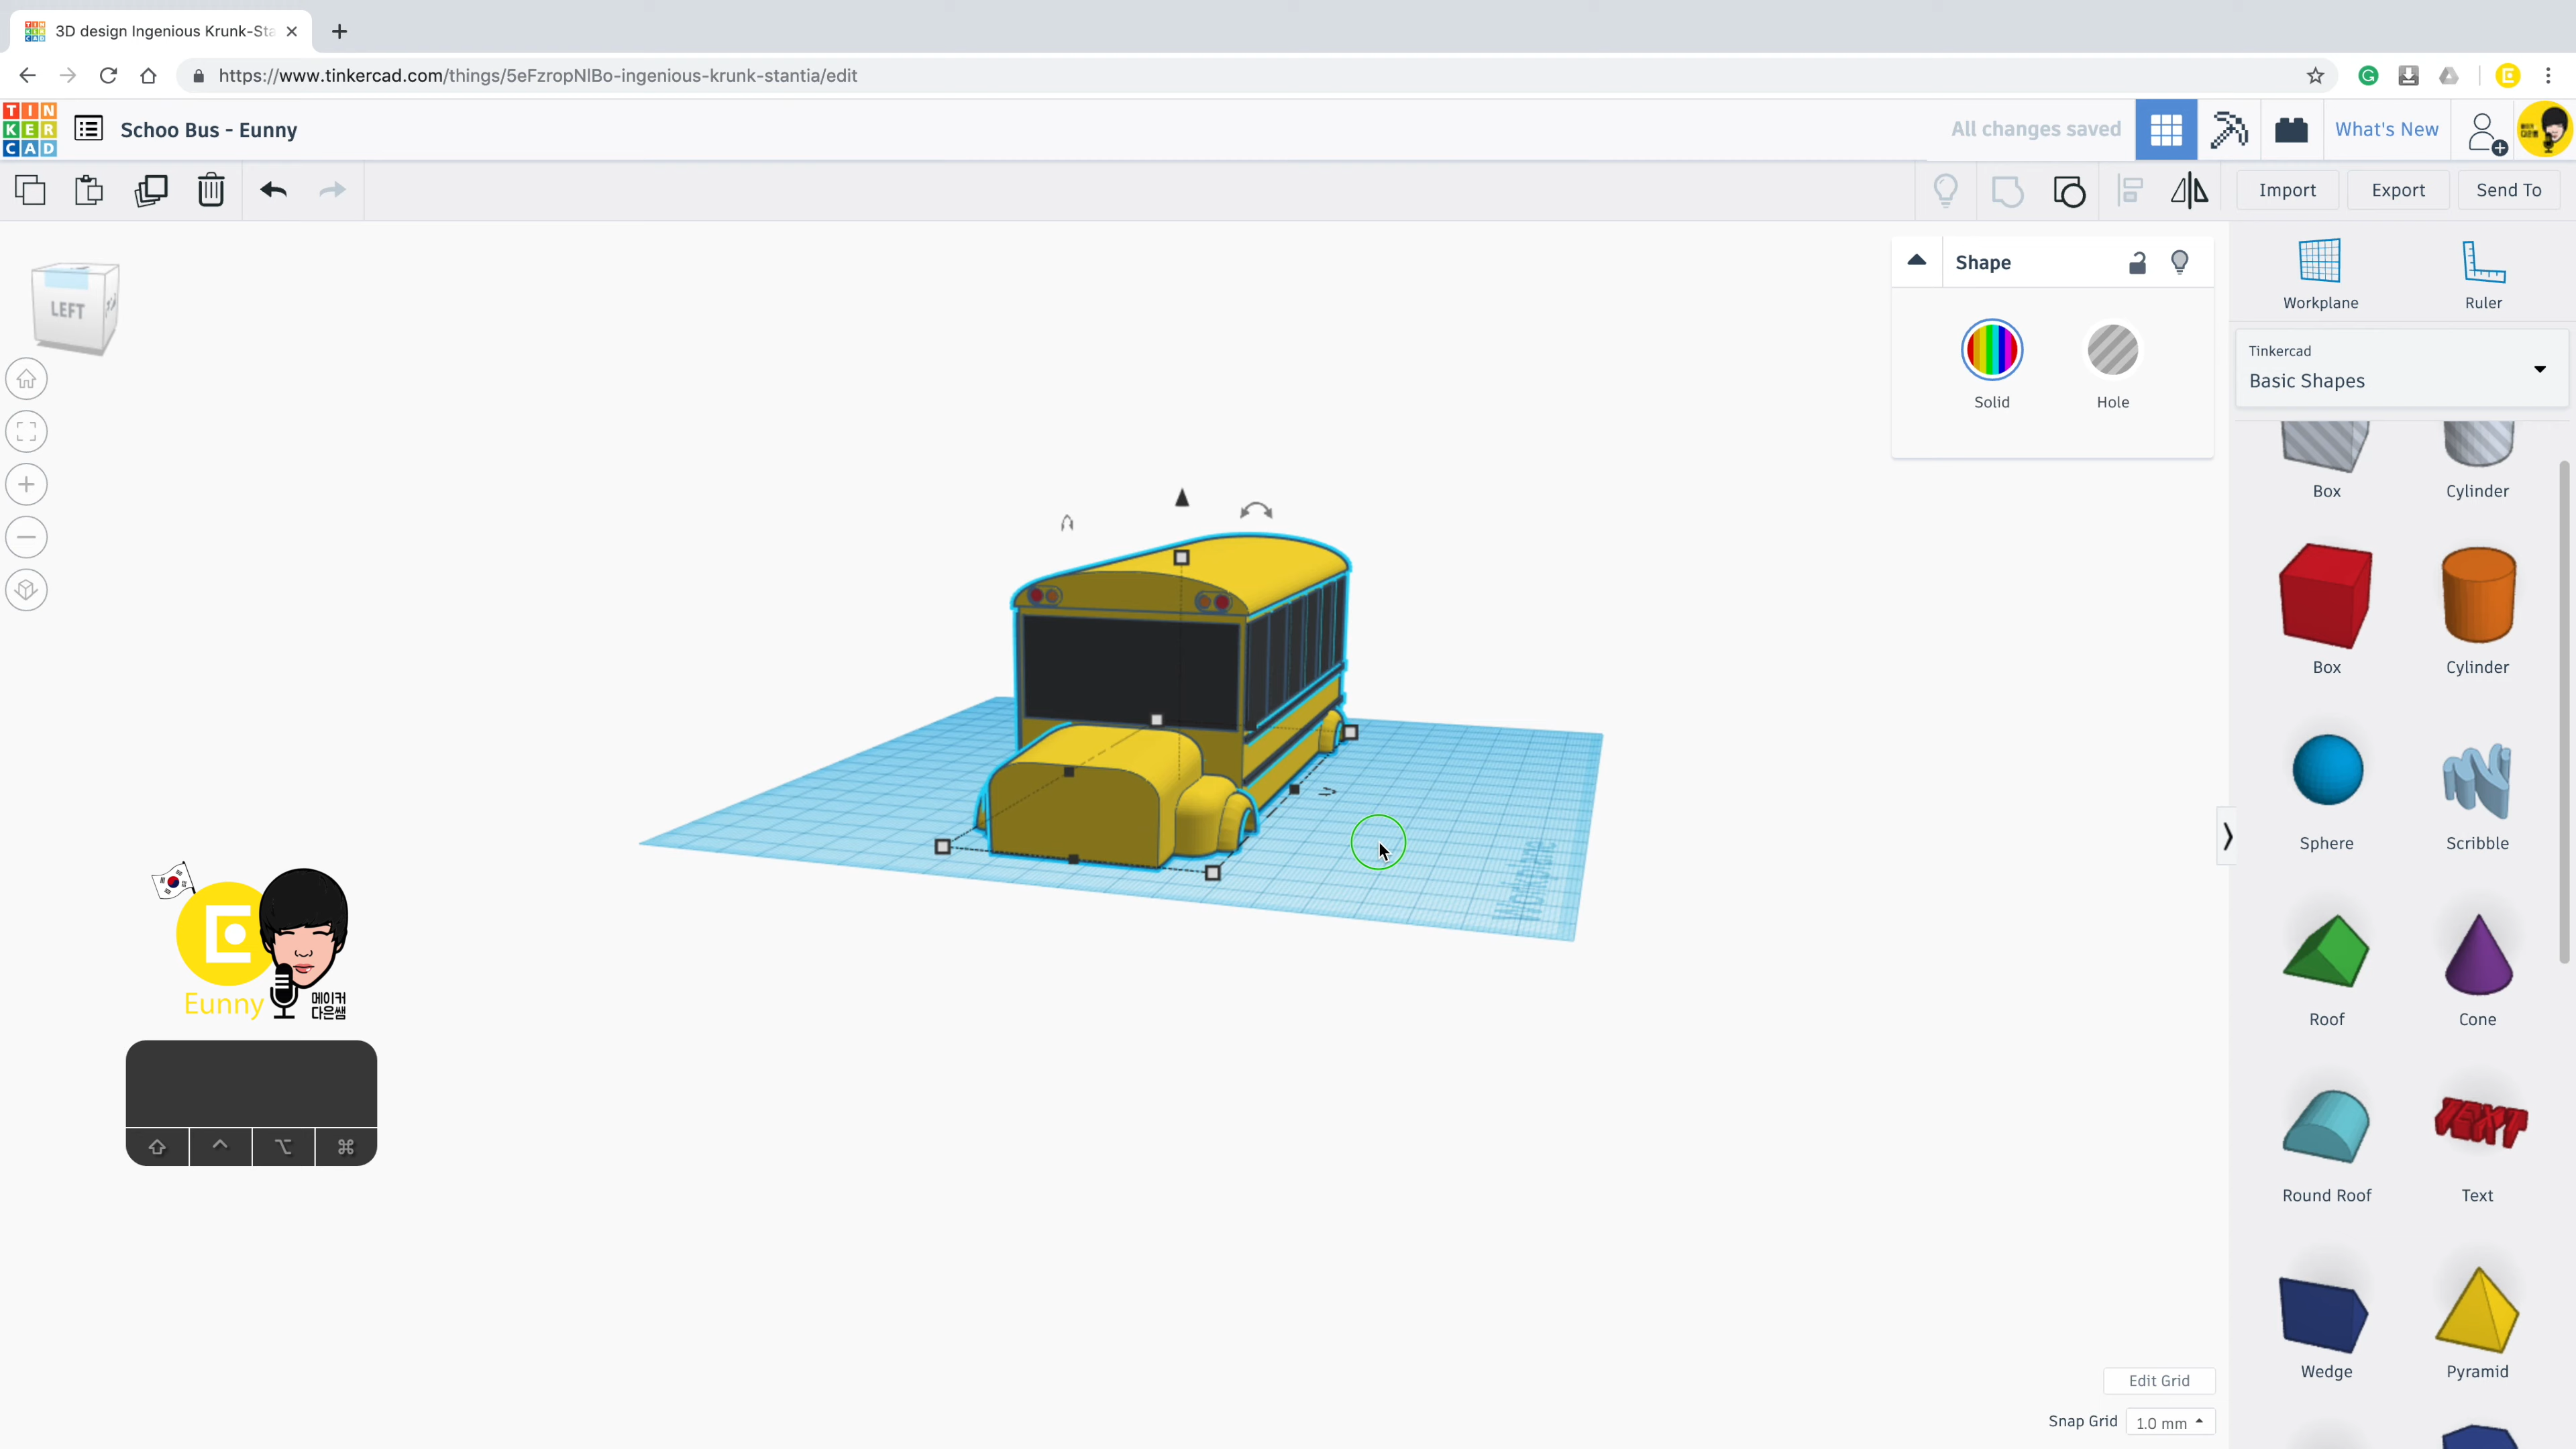 3D design Ingenious Krunk-Sta
https://www.tinkercad.com/things/5eFzropNlBo-ingenious-krunk-stantia/edit
TIN
KER
CAD
Schoo Bus - Eunny
All changes saved
What's New
Import
Export
Send To
LEFT
Shape
Solid
Hole
Workplane
Ruler
Tinkercad
Basic Shapes
Box
Cylinder
Box
Cylinder
Sphere
Scribble
Roof
Cone
Round Roof
TEXT
Text
Wedge
Pyramid
Workplane
Eunny
메이커
다은쌤
Edit Grid
Snap Grid
1.0 mm